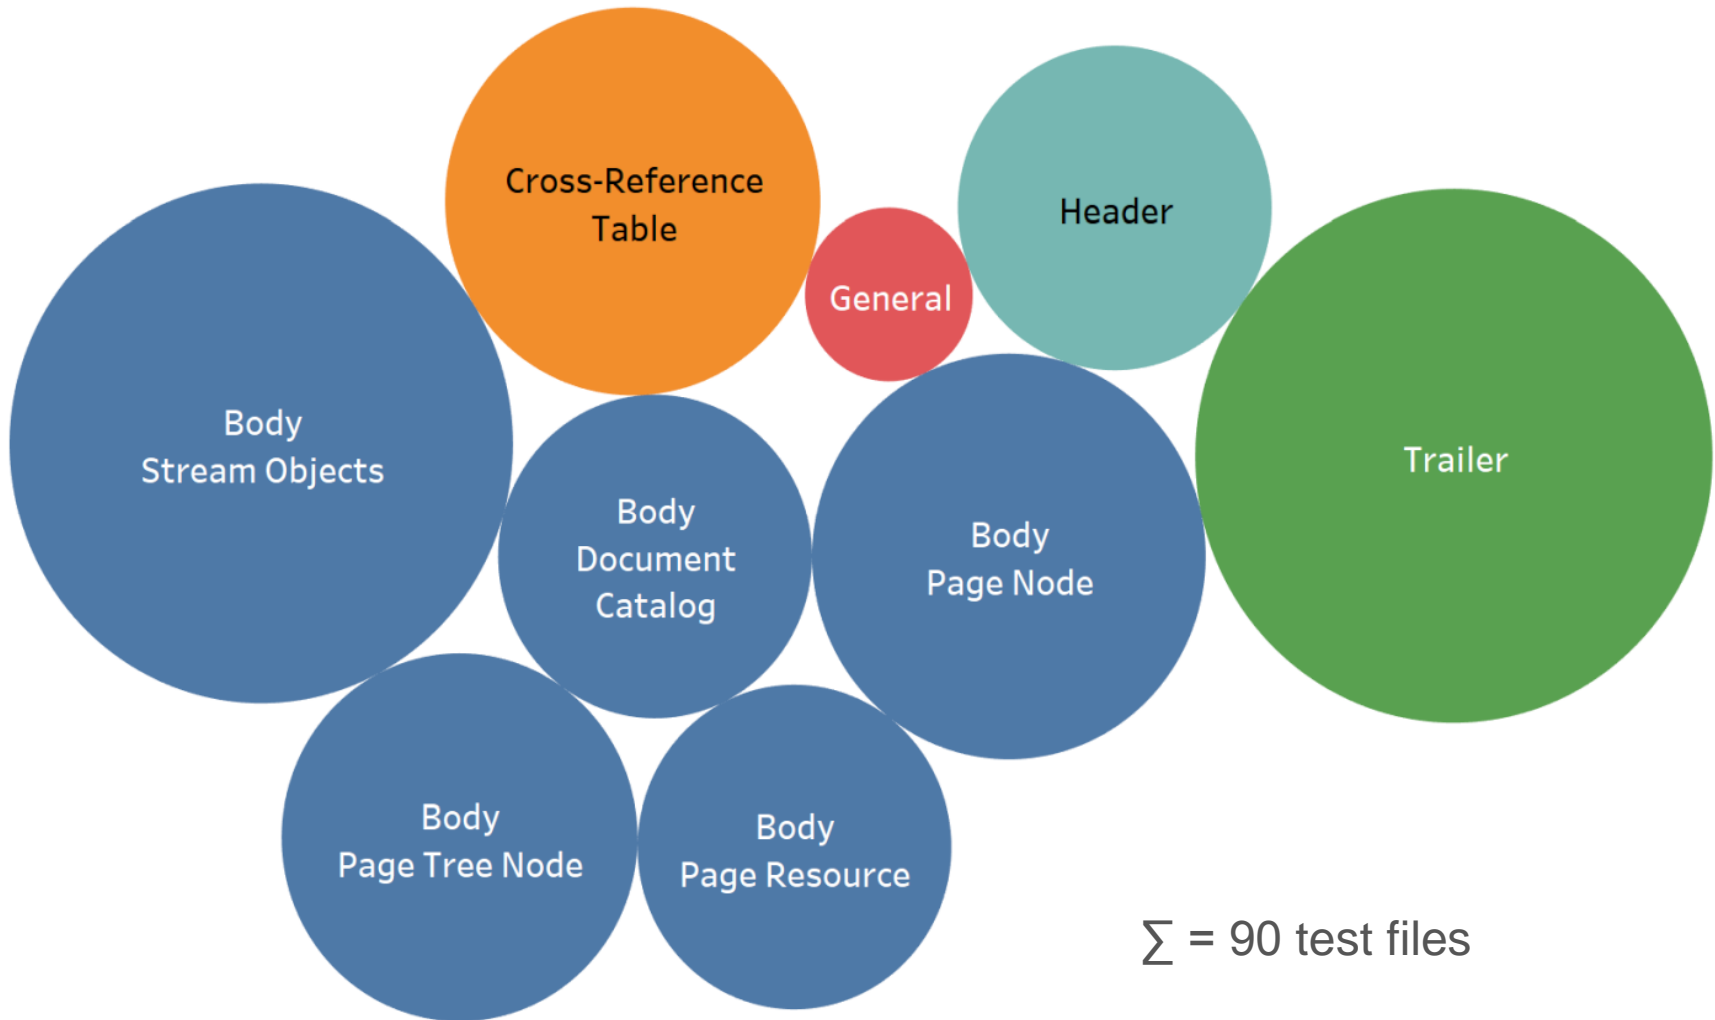 Cross-Reference
Table
Header
General
Body
Stream Objects
Trailer
Body
Document
Catalog
Body
Page Node
Body
Page Tree Node
Body
Page Resource
∑ = 90 test files